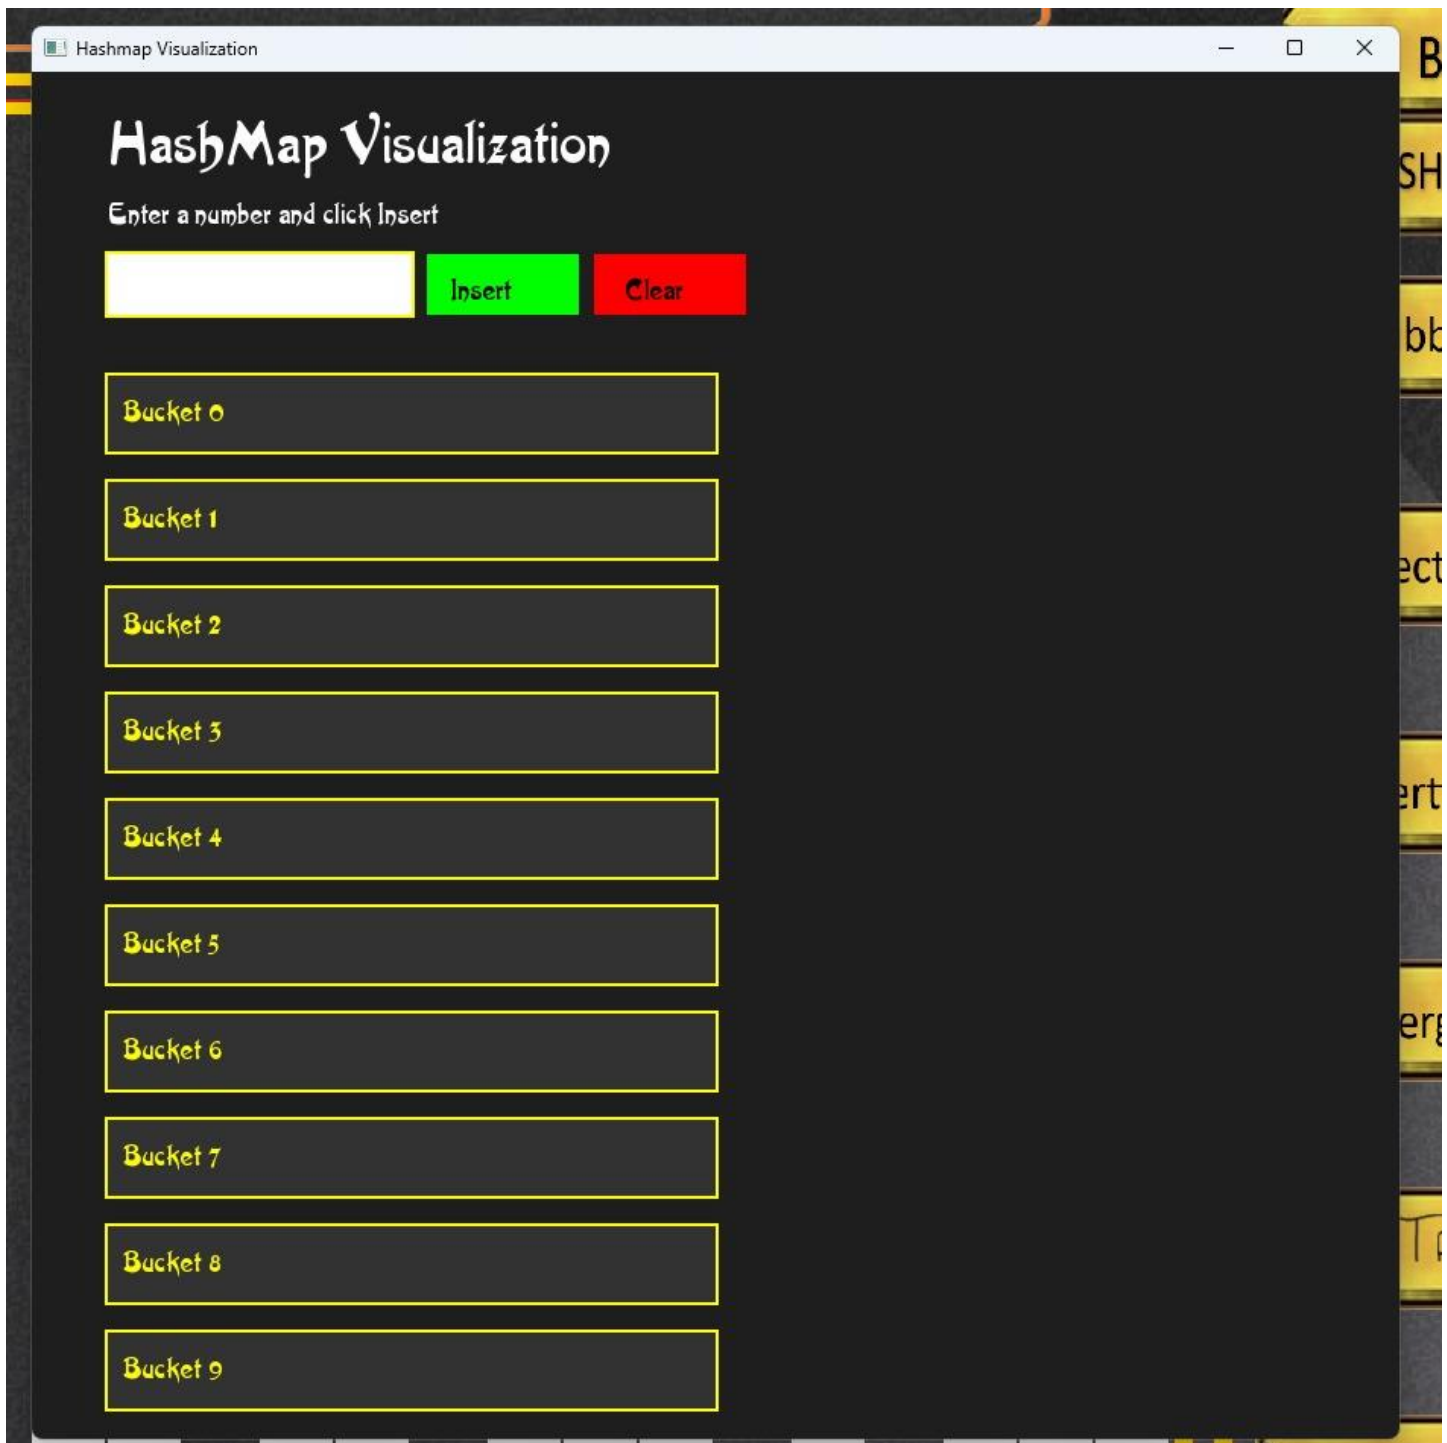 Hashmap Visualization
HashMap Visualization
Enter a number and click Insert
Insert Clear
Bucket 0
Bucket 1
Bucket 2
Bucket 3
Bucket 4
Bucket 5
Bucket 6
Bucket 7
Bucket 8
Bucket 9